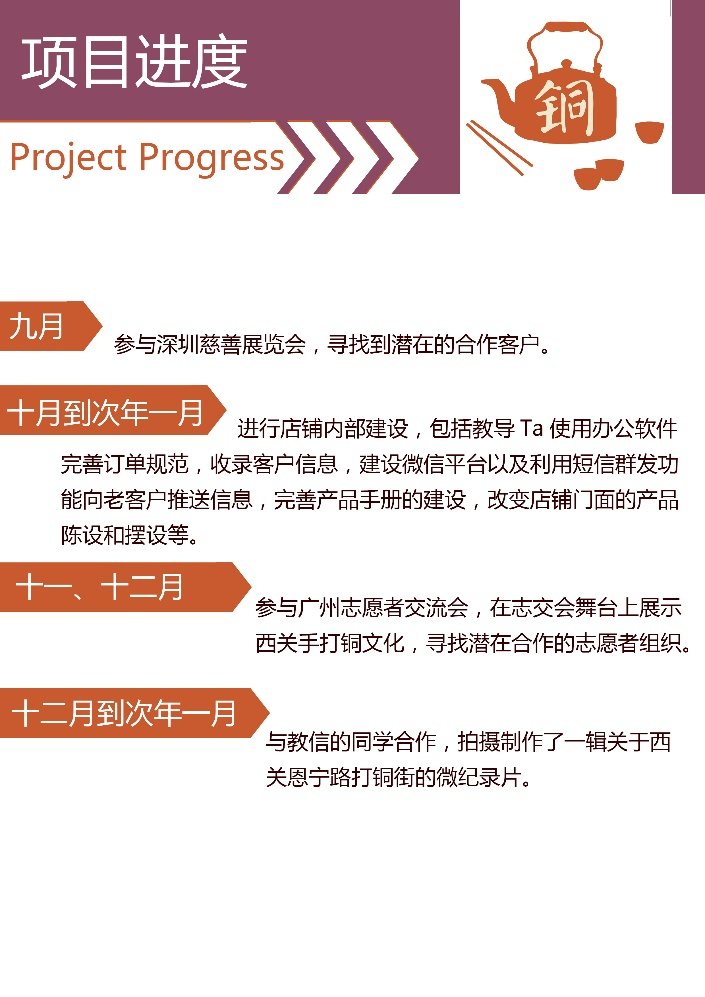 项目进度
Project Progress
铜
九月
参与深圳慈善展览会，寻找到潜在的合作客户。
十月到次年一月
进行店铺内部建设，包括教导 Ta 使用办公软件
完善订单规范，收录客户信息，建设微信平台以及利用短信群发功
能向老客户推送信息，完善产品手册的建设，改变店铺门面的产品
陈设和摆设等。
十一、十二月
参与广州志愿者交流会，在志交会舞台上展示
西关手打铜文化，寻找潜在合作的志愿者组织。
十二月到次年一月
与教信的同学合作，拍摄制作了一辑关于西
关恩宁路打铜街的微纪录片。